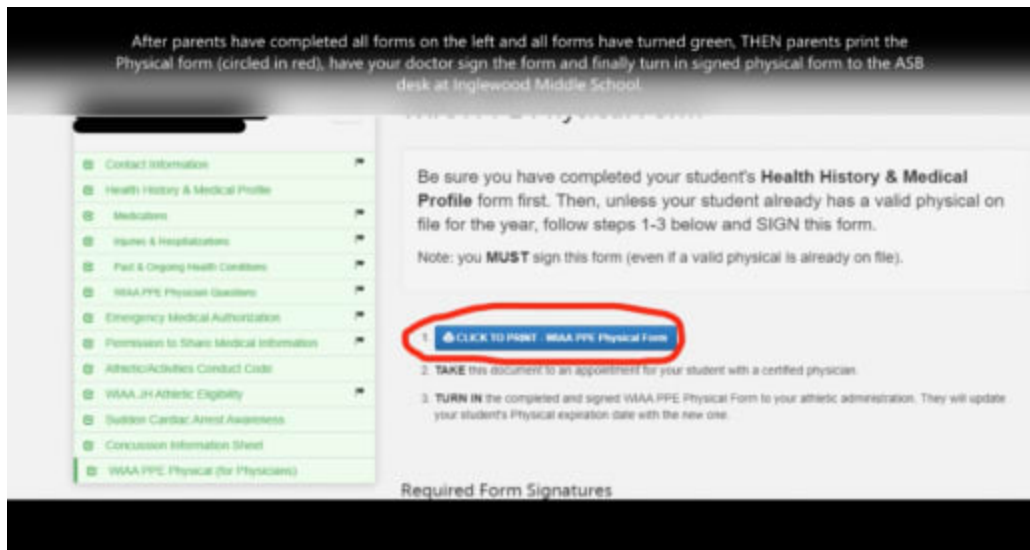 After parents have completed all forms on the left and all forms have turned green, THEN parents print the
Physical form (circled in red), have your doctor sign the form and finally turn in signed physical form to the ASB
desk at Inglewood Middle School.
Contact Information
Health History & Medical Profile
Medications
Injuries & Hospitalizations
Past & Ongoing Health Conditions
WIAA PPE Physician Questions
Emergency Medical Authorization
Permission to Share Medical Information
Athletic/Activities Conduct Code
WIAA JH Athletic Eligibility
Sudden Cardiac Arrest Awareness
Concussion Information Sheet
WIAA PPE Physical (for Physicians)
Be sure you have completed your student's Health History & Medical
Profile form first. Then, unless your student already has a valid physical on
file for the year, follow steps 1-3 below and SIGN this form.
Note: you MUST sign this form (even if a valid physical is already on file).
1. CLICK TO PRINT - WIAA PPE Physical Form
2. TAKE this document to an appointment for your student with a certified physician.
3. TURN IN the completed and signed WIAA PPE Physical Form to your athletic administration. They will update
your student's Physical expiration date with the new one.
Required Form Signatures